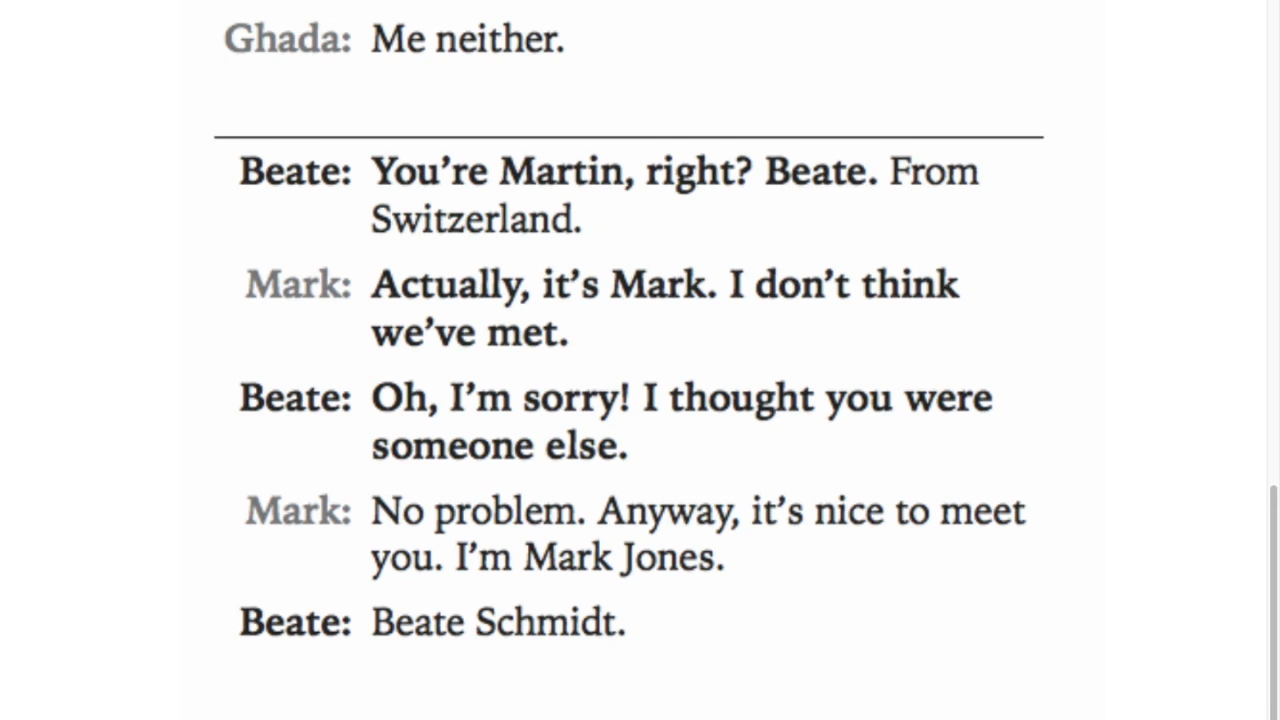 Ghada: Me neither.
Beate: You’re Martin, right? Beate. From
Switzerland.
Mark: Actually, it’s Mark. I don’t think
we’ve met.
Beate: Oh, I’m sorry! I thought you were
someone else.
Mark: No problem. Anyway, it’s nice to meet
you. I’m Mark Jones.
Beate: Beate Schmidt.